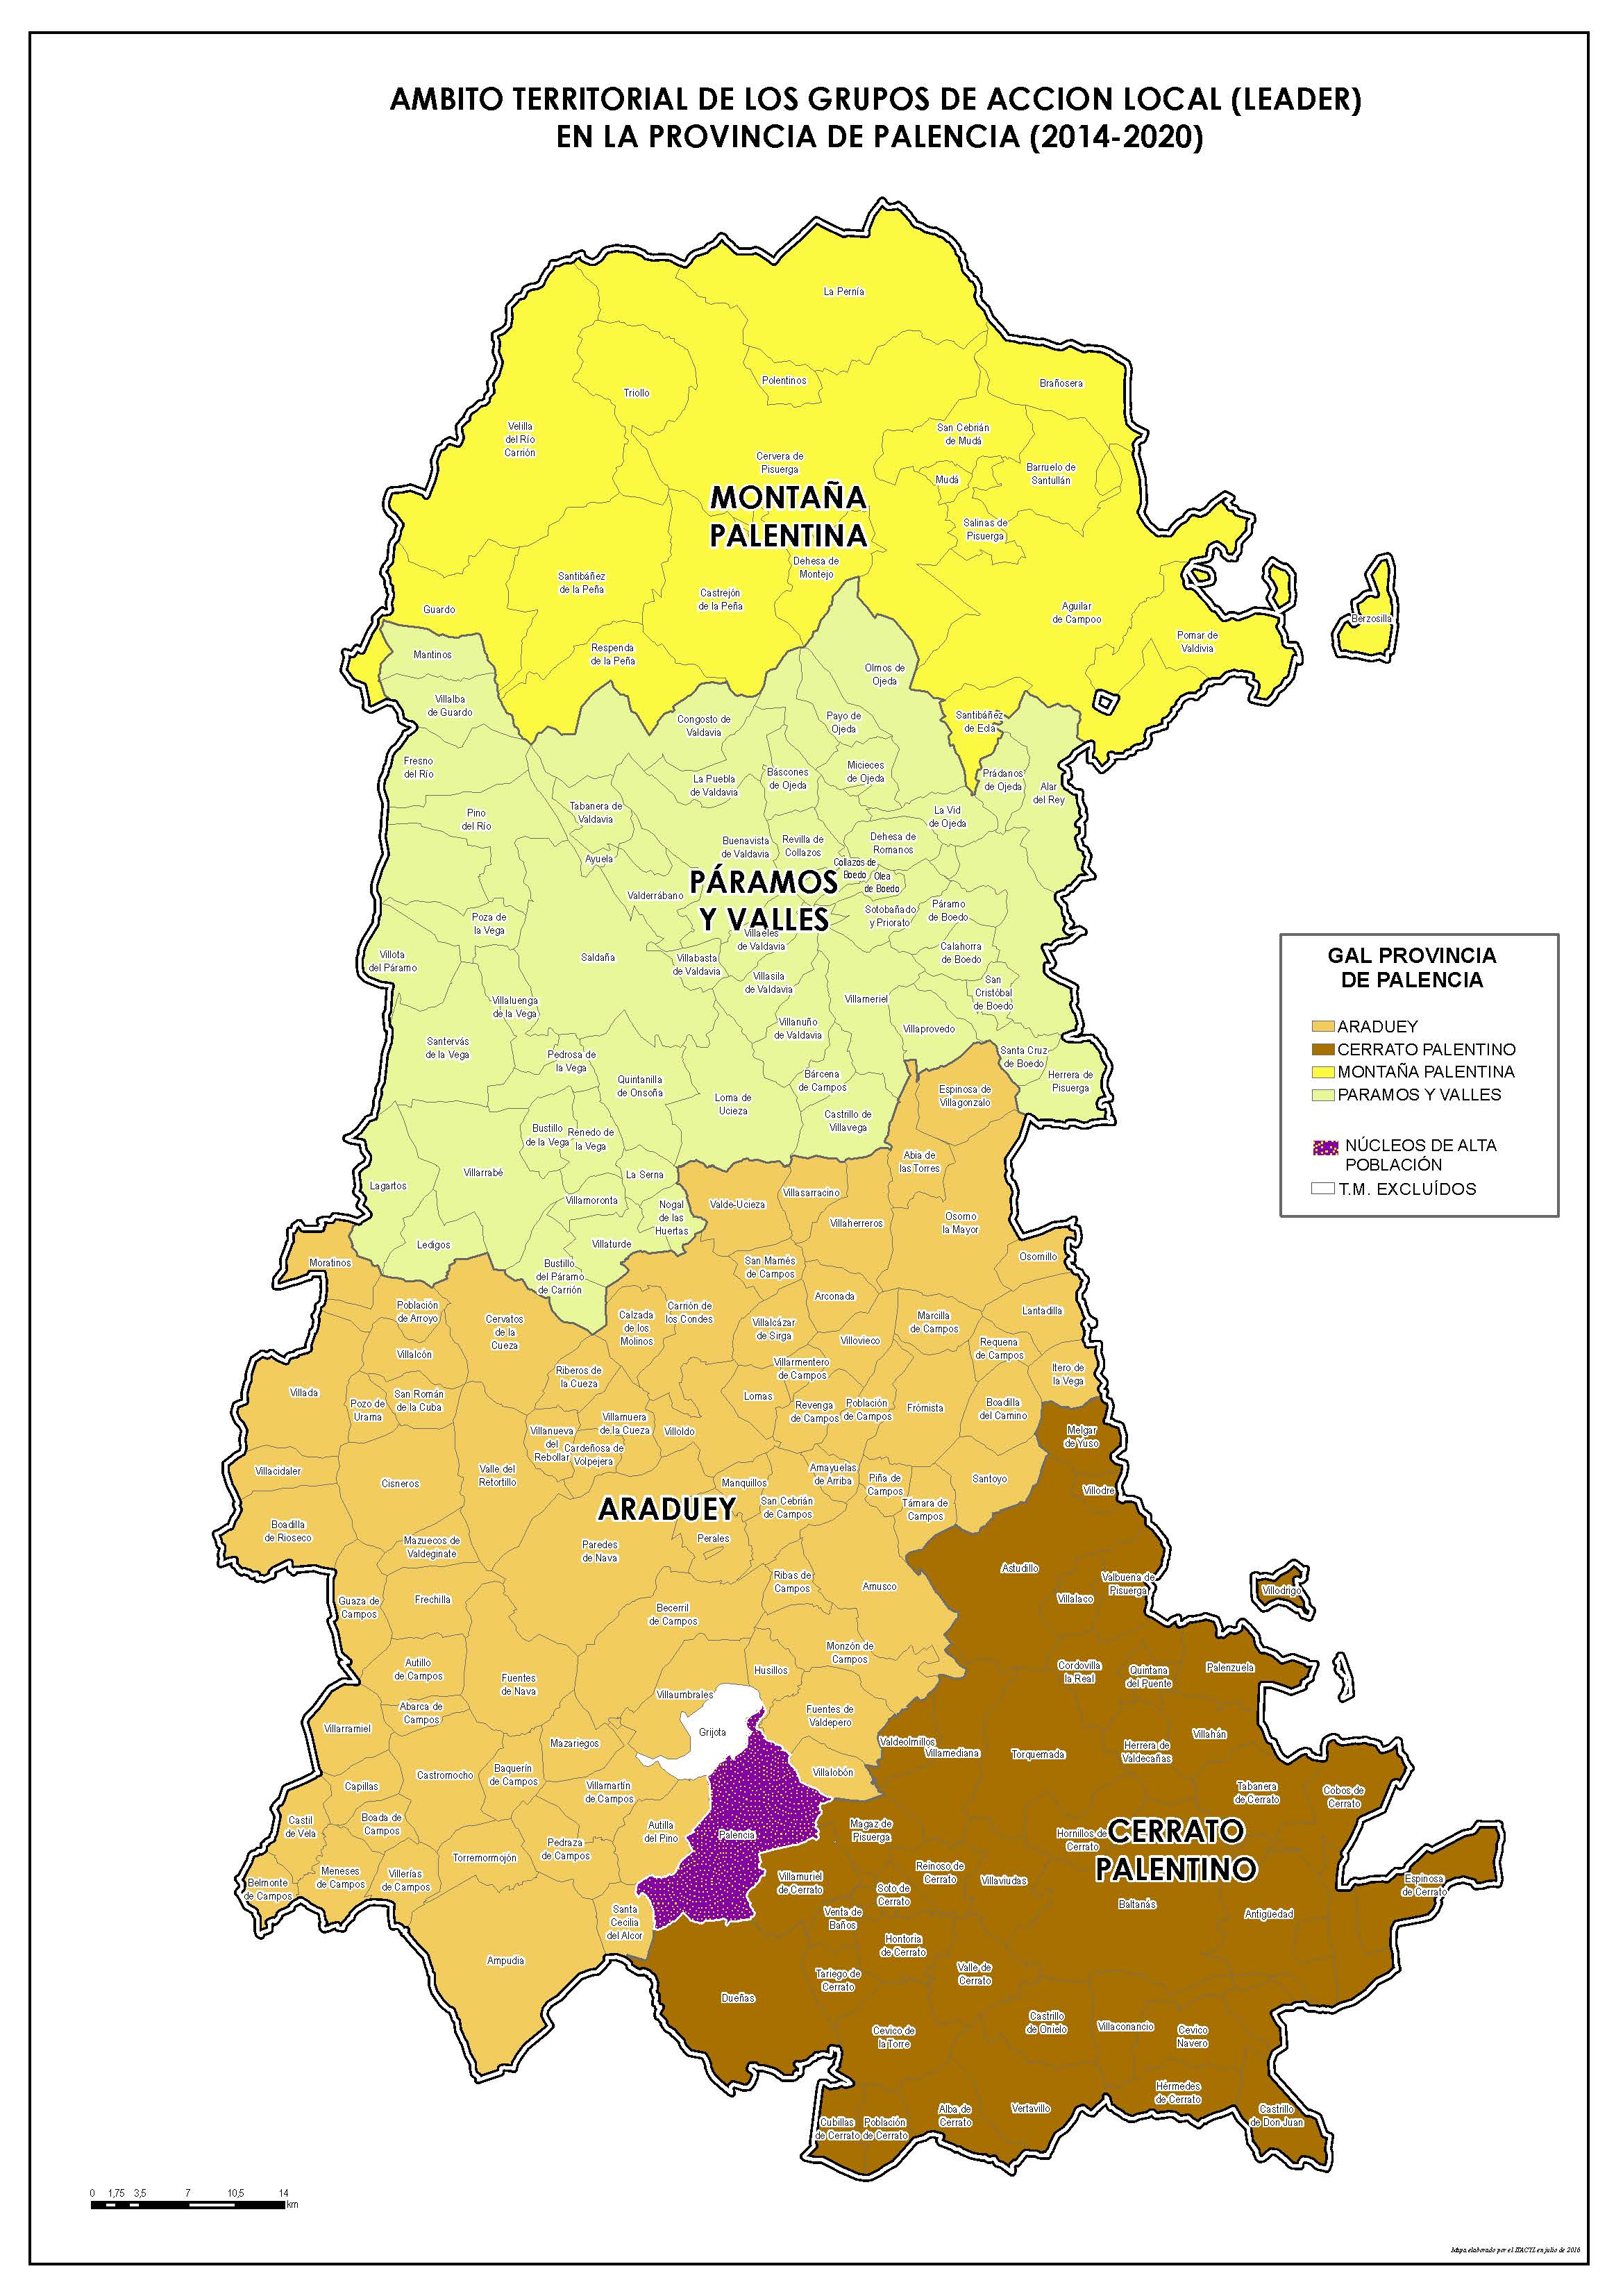 AMBITO TERRITORIAL DE LOS GRUPOS DE ACCION LOCAL (LEADER)
EN LA PROVINCIA DE PALENCIA (2014-2020)
La Pernía
Polentinos
Triollo
Brañosera
Velilla
del Río
Carrión
San Cebrián
de Mudá
Cervera de
Pisuerga
Mudá
Barruelo de
Santullán
MONTAÑA
PALENTINA
Salinas de
Pisuerga
Dehesa de
Montejo
Santibáñez
de la Peña
Castrejón
de la Peña
Guardo
Aguilar
de Campoo
Berzosilla
Pomar de
Valdivia
Respenda
de la Peña
Mantinos
Olmos de
Ojeda
Villalba
de Guardo
Congosto de
Valdavia
Payo de
Ojeda
Santibáñez
de Ecla
Fresno
del Río
La Puebla
de Valdavia
Báscones
de Ojeda
Micieces
de Ojeda
Prádanos
de Ojeda
Alar
del Rey
Pino
del Río
Tabanera de
Valdavia
La Vid
de Ojeda
Buenavista
de Valdavia
Revilla de
Collazos
Dehesa de
Romanos
Ayuela
Collazos de
Boedo
Olea
de Boedo
PÁRAMOS
Y VALLES
Valderrábano
Poza de
la Vega
Sotobañado
y Priorato
Páramo
de Boedo
Villaeles
de Valdavia
Calahorra
de Boedo
Villota
del Páramo
Saldaña
Villabasta
de Valdavia
Villasila
de Valdavia
San
Cristóbal
de Boedo
Villaluenga
de la Vega
Villameriel
Villanuño
de Valdavia
Villaprovedo
Santervás
de la Vega
Pedrosa de
la Vega
Santa Cruz
de Boedo
Herrera de
Pisuerga
Quintanilla
de Onsoña
Bárcena
de Campos
Espinosa de
Villagonzalo
Loma de
Ucieza
Castrillo de
Villavega
Bustillo
de la Vega
Renedo de
la Vega
Abia de
las Torres
Villarrabé
La Serna
Lagartos
Villamoronta
Nogal
de las
Huertas
Valde-Ucieza
Villasarracino
Villaherreros
Osorno
la Mayor
Ledigos
Villaturde
Moratinos
Bustillo
del Páramo
de Carrión
San Mamés
de Campos
Osornillo
Población
de Arroyo
Cervatos
de la
Cueza
Calzada
de los
Molinos
Carrión de
los Condes
Arconada
Lantadilla
Villalcázar
de Sirga
Marcilla
de Campos
Villalcón
Villovieco
Requena
de Campos
Riberos de
la Cueza
Villarmentero
de Campos
Itero de
la Vega
Villada
Pozo de
Urama
San Román
de la Cuba
Lomas
Revenga
de Campos
Población
de Campos
Frómista
Boadilla
del Camino
Villanueva
del
Rebollar
Villamuera
de la Cueza
Villoldo
Cardeñosa de
Volpejera
Melgar
de Yuso
Villacidaler
Cisneros
Valle del
Retortillo
Manquillos
Amayuelas
de Arriba
Piña de
Campos
Santoyo
Villodre
ARADUEY
San Cebrián
de Campos
Támara de
Campos
Boadilla
de Rioseco
Mazuecos de
Valdeginate
Paredes
de Nava
Perales
Astudillo
Ribas de
Campos
Amusco
Valbuena de
Pisuerga
Villodrigo
Guaza de
Campos
Frechilla
Becerril
de Campos
Villalaco
Monzón de
Campos
Autillo
de Campos
Fuentes
de Nava
Husillos
Cordovilla
la Real
Quintana
del Puente
Palenzuela
Villaumbrales
Abarca de
Campos
Villarramiel
Grijota
Fuentes de
Valdepero
Mazariegos
Valdeolmillos
Villamediana
Torquemada
Herrera de
Valdecañas
Villahán
Castromocho
Baquerín
de Campos
Villalobón
Capillas
Villamartín
de Campos
Tabanera
de Cerrato
Cobos de
Cerrato
Castil
de Vela
Boada de
Campos
Autilla
del Pino
Palencia
Magaz de
Pisuerga
Hornillos de
Cerrato
CERRATO
PALENTINO
Torremormojón
Pedraza
de Campos
Belmonte
de Campos
Meneses
de Campos
Villerías
de Campos
Villamuriel
de Cerrato
Reinoso de
Cerrato
Villaviudas
Espinosa
de Cerrato
Soto de
Cerrato
Baltanás
Antigüedad
Santa
Cecilia
del Alcor
Venta de
Baños
Hontoria
de Cerrato
Ampudia
Tariego de
Cerrato
Valle de
Cerrato
Dueñas
Castrillo
de Onielo
Villaconancio
Cevico
Navero
Cevico de
la Torre
Hérmedes
de Cerrato
Cubillas
de Cerrato
Población
de Cerrato
Alba de
Cerrato
Vertavillo
Castrillo
de Don Juan
GAL PROVINCIA
DE PALENCIA
ARADUEY
CERRATO PALENTINO
MONTAÑA PALENTINA
PARAMOS Y VALLES
NÚCLEOS DE ALTA
POBLACIÓN
T.M. EXCLUÍDOS
0 1,75 3,5 7 10,5 14
km
Mapa elaborado por el ITACYL en julio de 2016